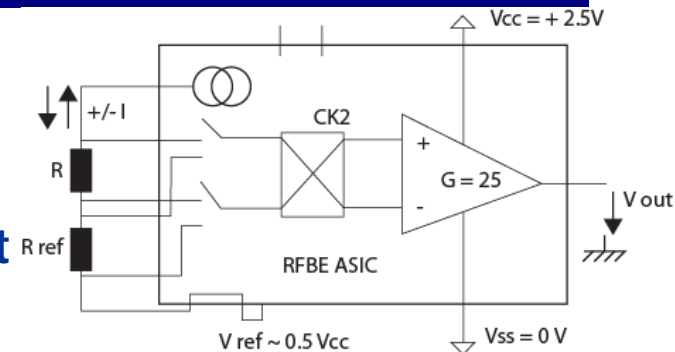 Vcc = + 2.5V
+/- I
CK2
R
+
G = 25
-
V out
t
R ref
RFBE ASIC
V ref ~ 0.5 Vcc
Vss = 0 V